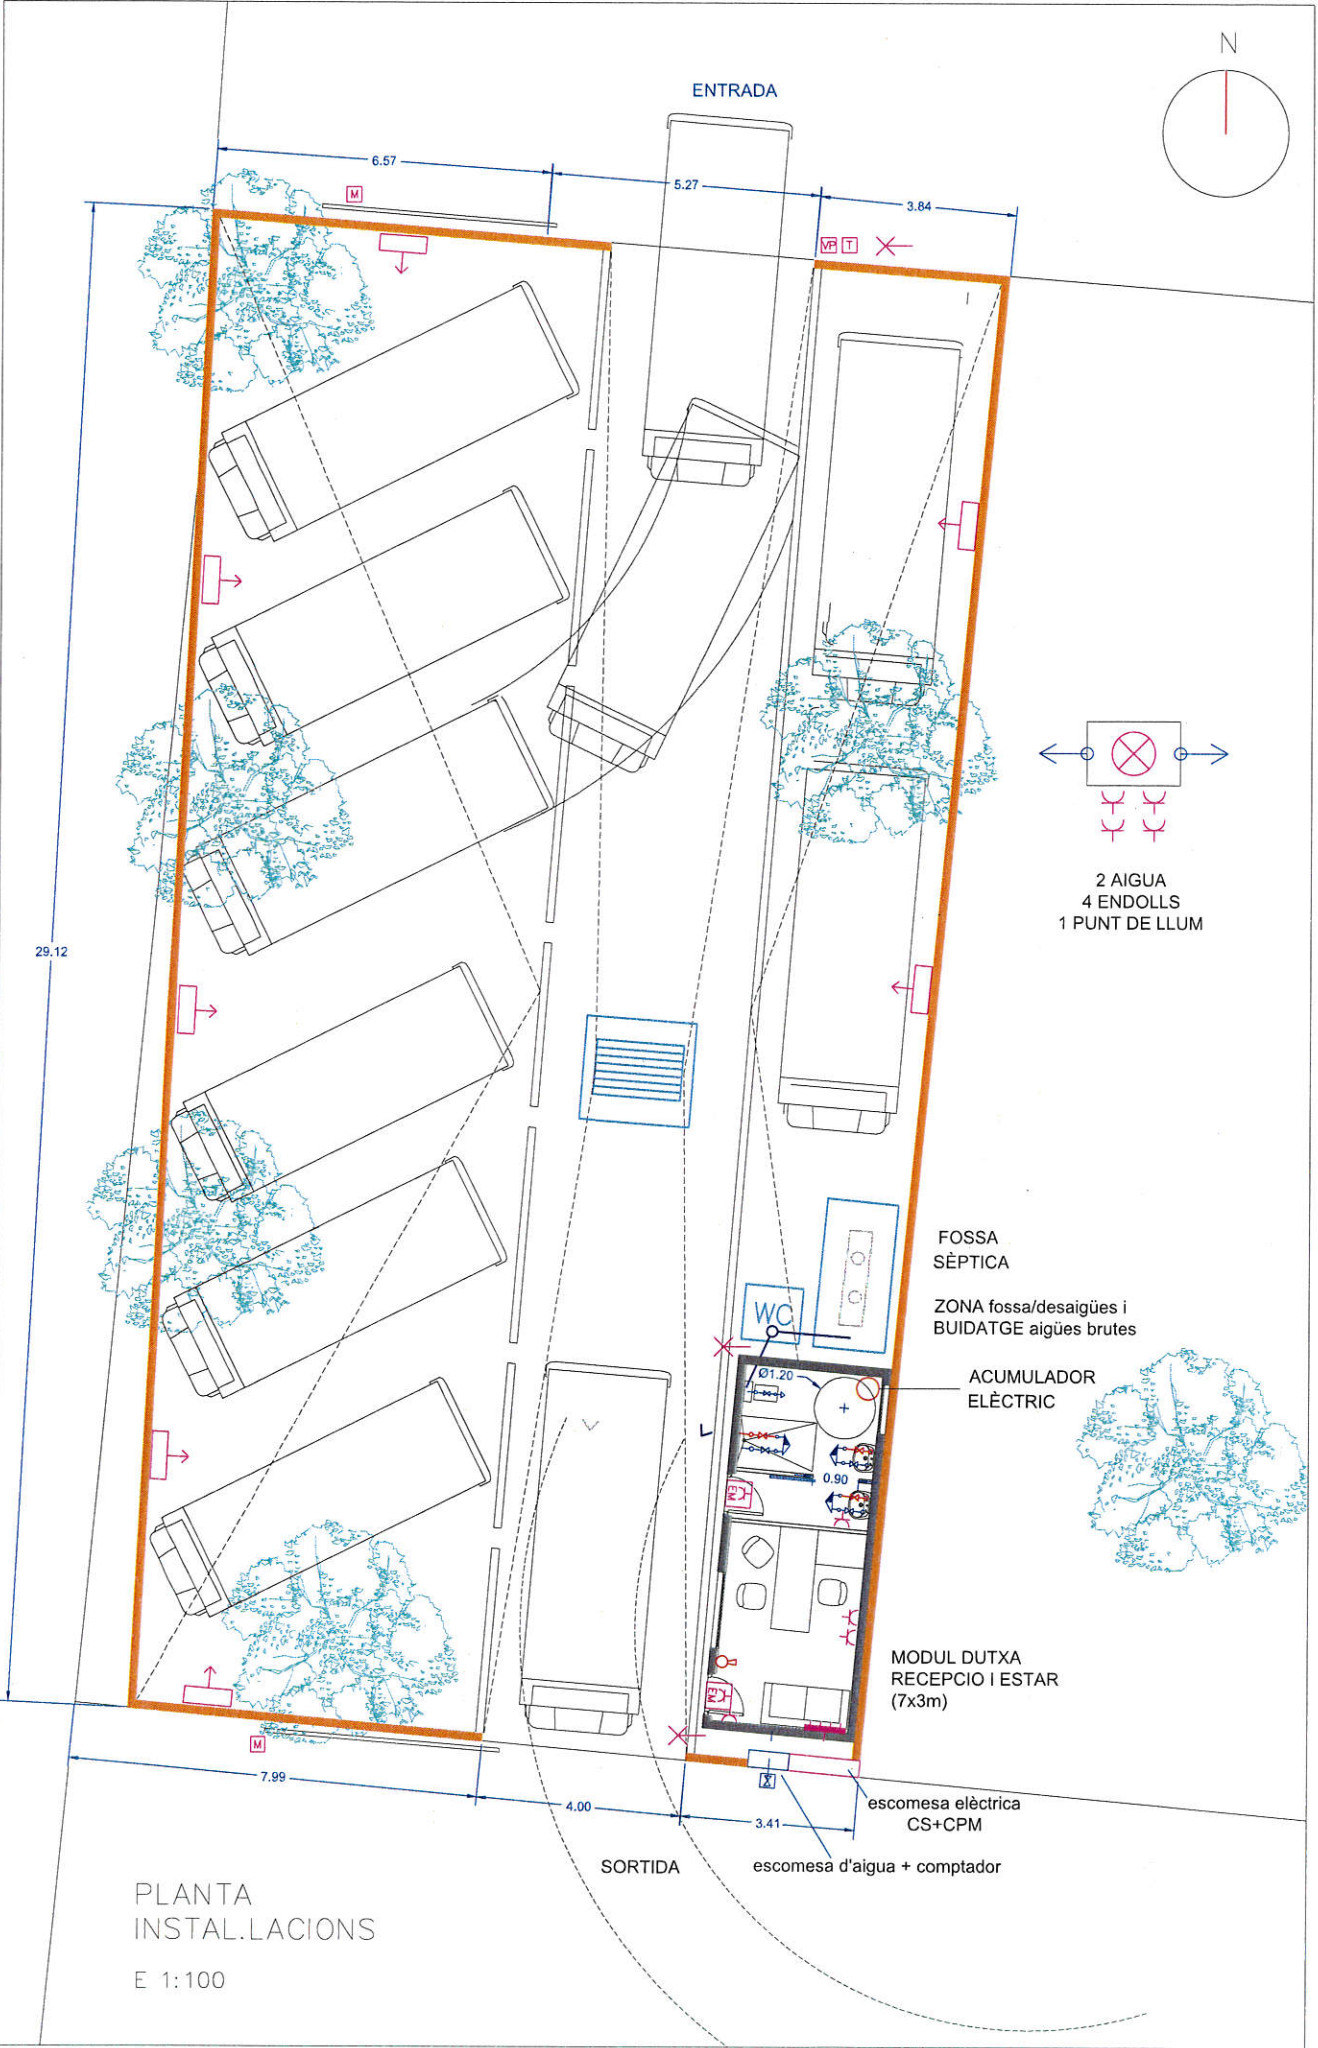 N
ENTRADA
6.57
5.27
3.84
M
VP
T
29.12
2 AIGUA
4 ENDOLLS
1 PUNT DE LLUM
FOSSA
SÈPTICA
WC
ZONA fossa/desaigües i
BUIDATGE aigües brutes
ACUMULADOR
ELÈCTRIC
Ø1.20
0.90
EM
MODUL DUTXA
RECEPCIO I ESTAR
(7x3m)
EM
M
7.99
4.00
3.41
escomesa elèctrica
CS+CPM
SORTIDA
escomesa d'aigua + comptador
PLANTA
INSTAL.LACIONS
E 1:100